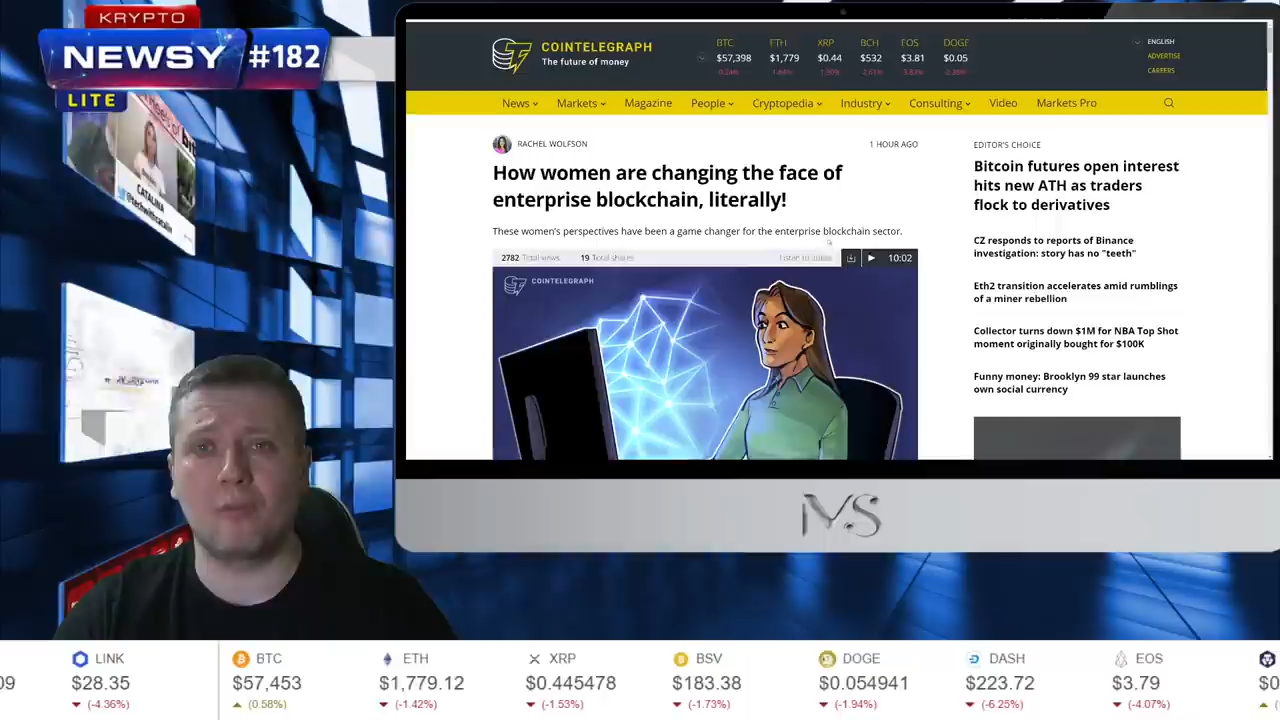 KRYPTO
NEWSY #182
LITE
CATALINA
COINTELEGRAPH
The future of money
BTC ETH XRP BCH EOS DOGE
$57,398 $1,779 $0.44 $532 $3.81 $0.05
ENGLISH
ADVERTISE
CAREERS
News Markets Magazine People Cryptopedia Industry Consulting Video Markets Pro
RACHEL WOLFSON
1 HOUR AGO
How women are changing the face of
enterprise blockchain, literally!
These women's perspectives have been a game changer for the enterprise blockchain sector.
2782 Total views 19 Total shares
Listen to
10:02
COINTELEGRAPH
EDITOR'S CHOICE
Bitcoin futures open interest
hits new ATH as traders
flock to derivatives
CZ responds to reports of Binance
investigation: story has no "teeth"
Eth2 transition accelerates amid rumblings
of a miner rebellion
Collector turns down $1M for NBA Top Shot
moment originally bought for $100K
Funny money: Brooklyn 99 star launches
own social currency
MS
LINK BTC ETH XRP BSV DOGE DASH EOS
09 $28.35 $57,453 $1,779.12 $0.445478 $183.38 $0.054941 $223.72 $3.79 $0
(-4.36%) (0.58%) (-1.42%) (-1.53%) (-1.73%) (-1.94%) (-6.25%) (-4.07%)